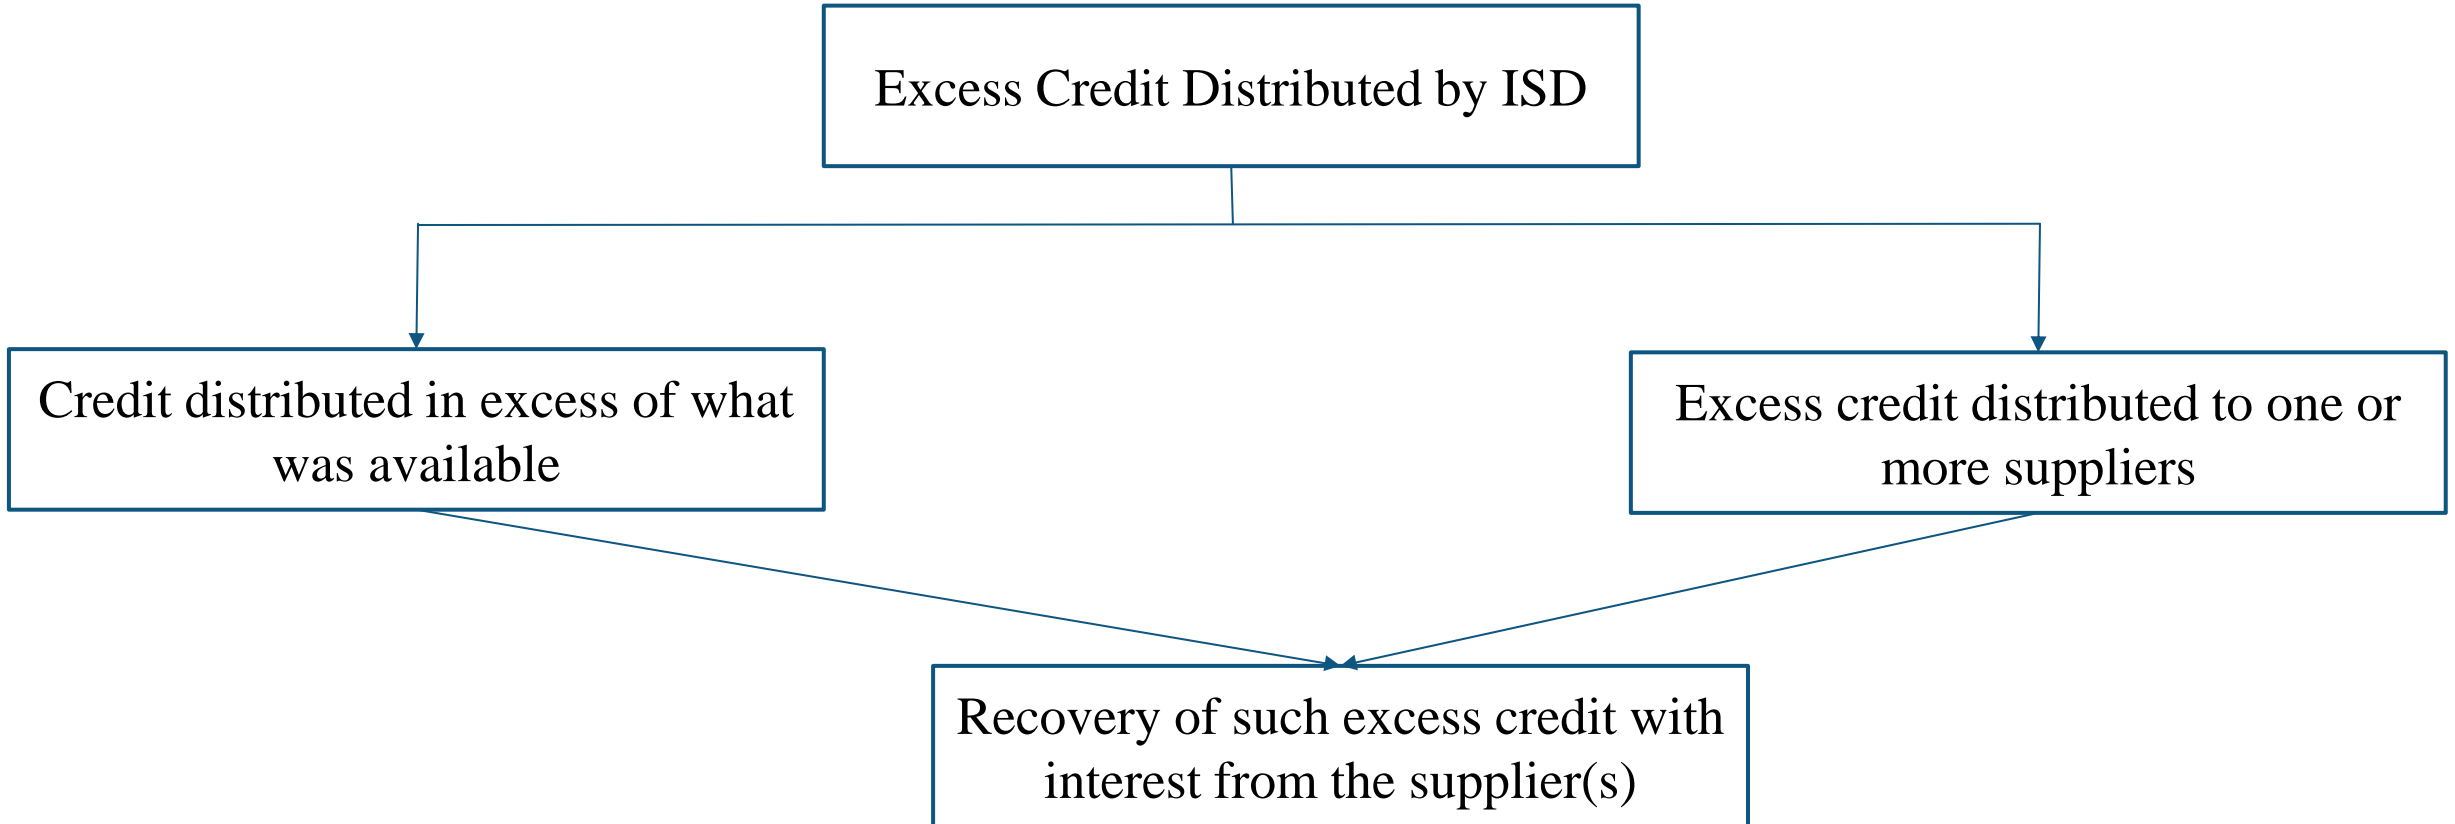 Excess Credit Distributed by ISD
Credit distributed in excess of what
was available
Excess credit distributed to one or
more suppliers
Recovery of such excess credit with
interest from the supplier(s)